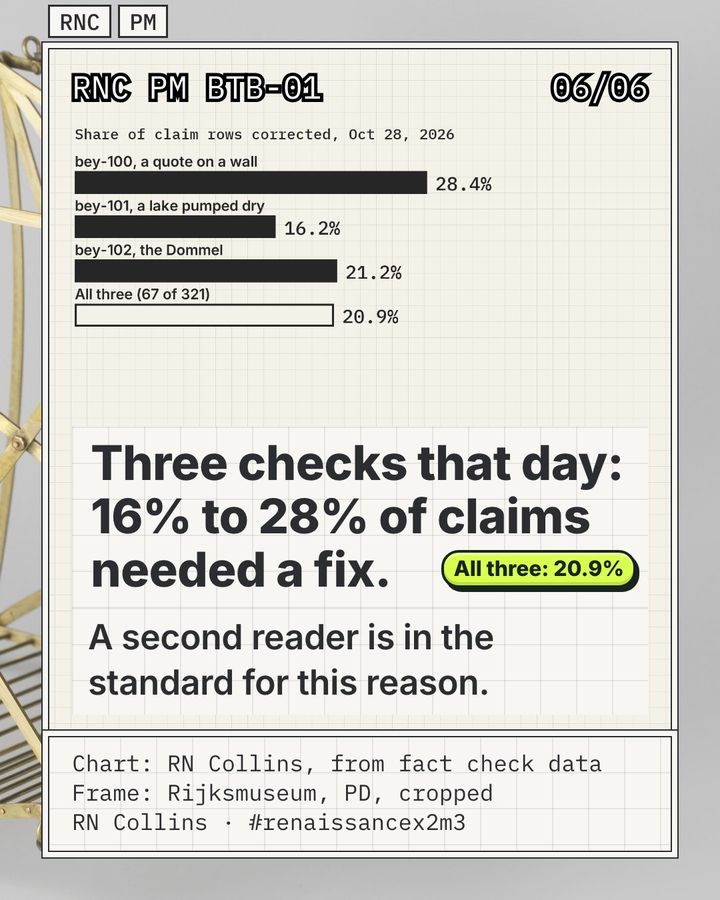 RNC PM
RNC PM BTB-01 06/06
Share of claim rows corrected, Oct 28, 2026
bey-100, a quote on a wall
28.4%
bey-101, a lake pumped dry
16.2%
bey-102, the Dommel
21.2%
All three (67 of 321)
20.9%
Three checks that day:
16% to 28% of claims
needed a fix.
All three: 20.9%
A second reader is in the
standard for this reason.
Chart: RN Collins, from fact check data
Frame: Rijksmuseum, PD, cropped
RN Collins · #renaissancex2m3